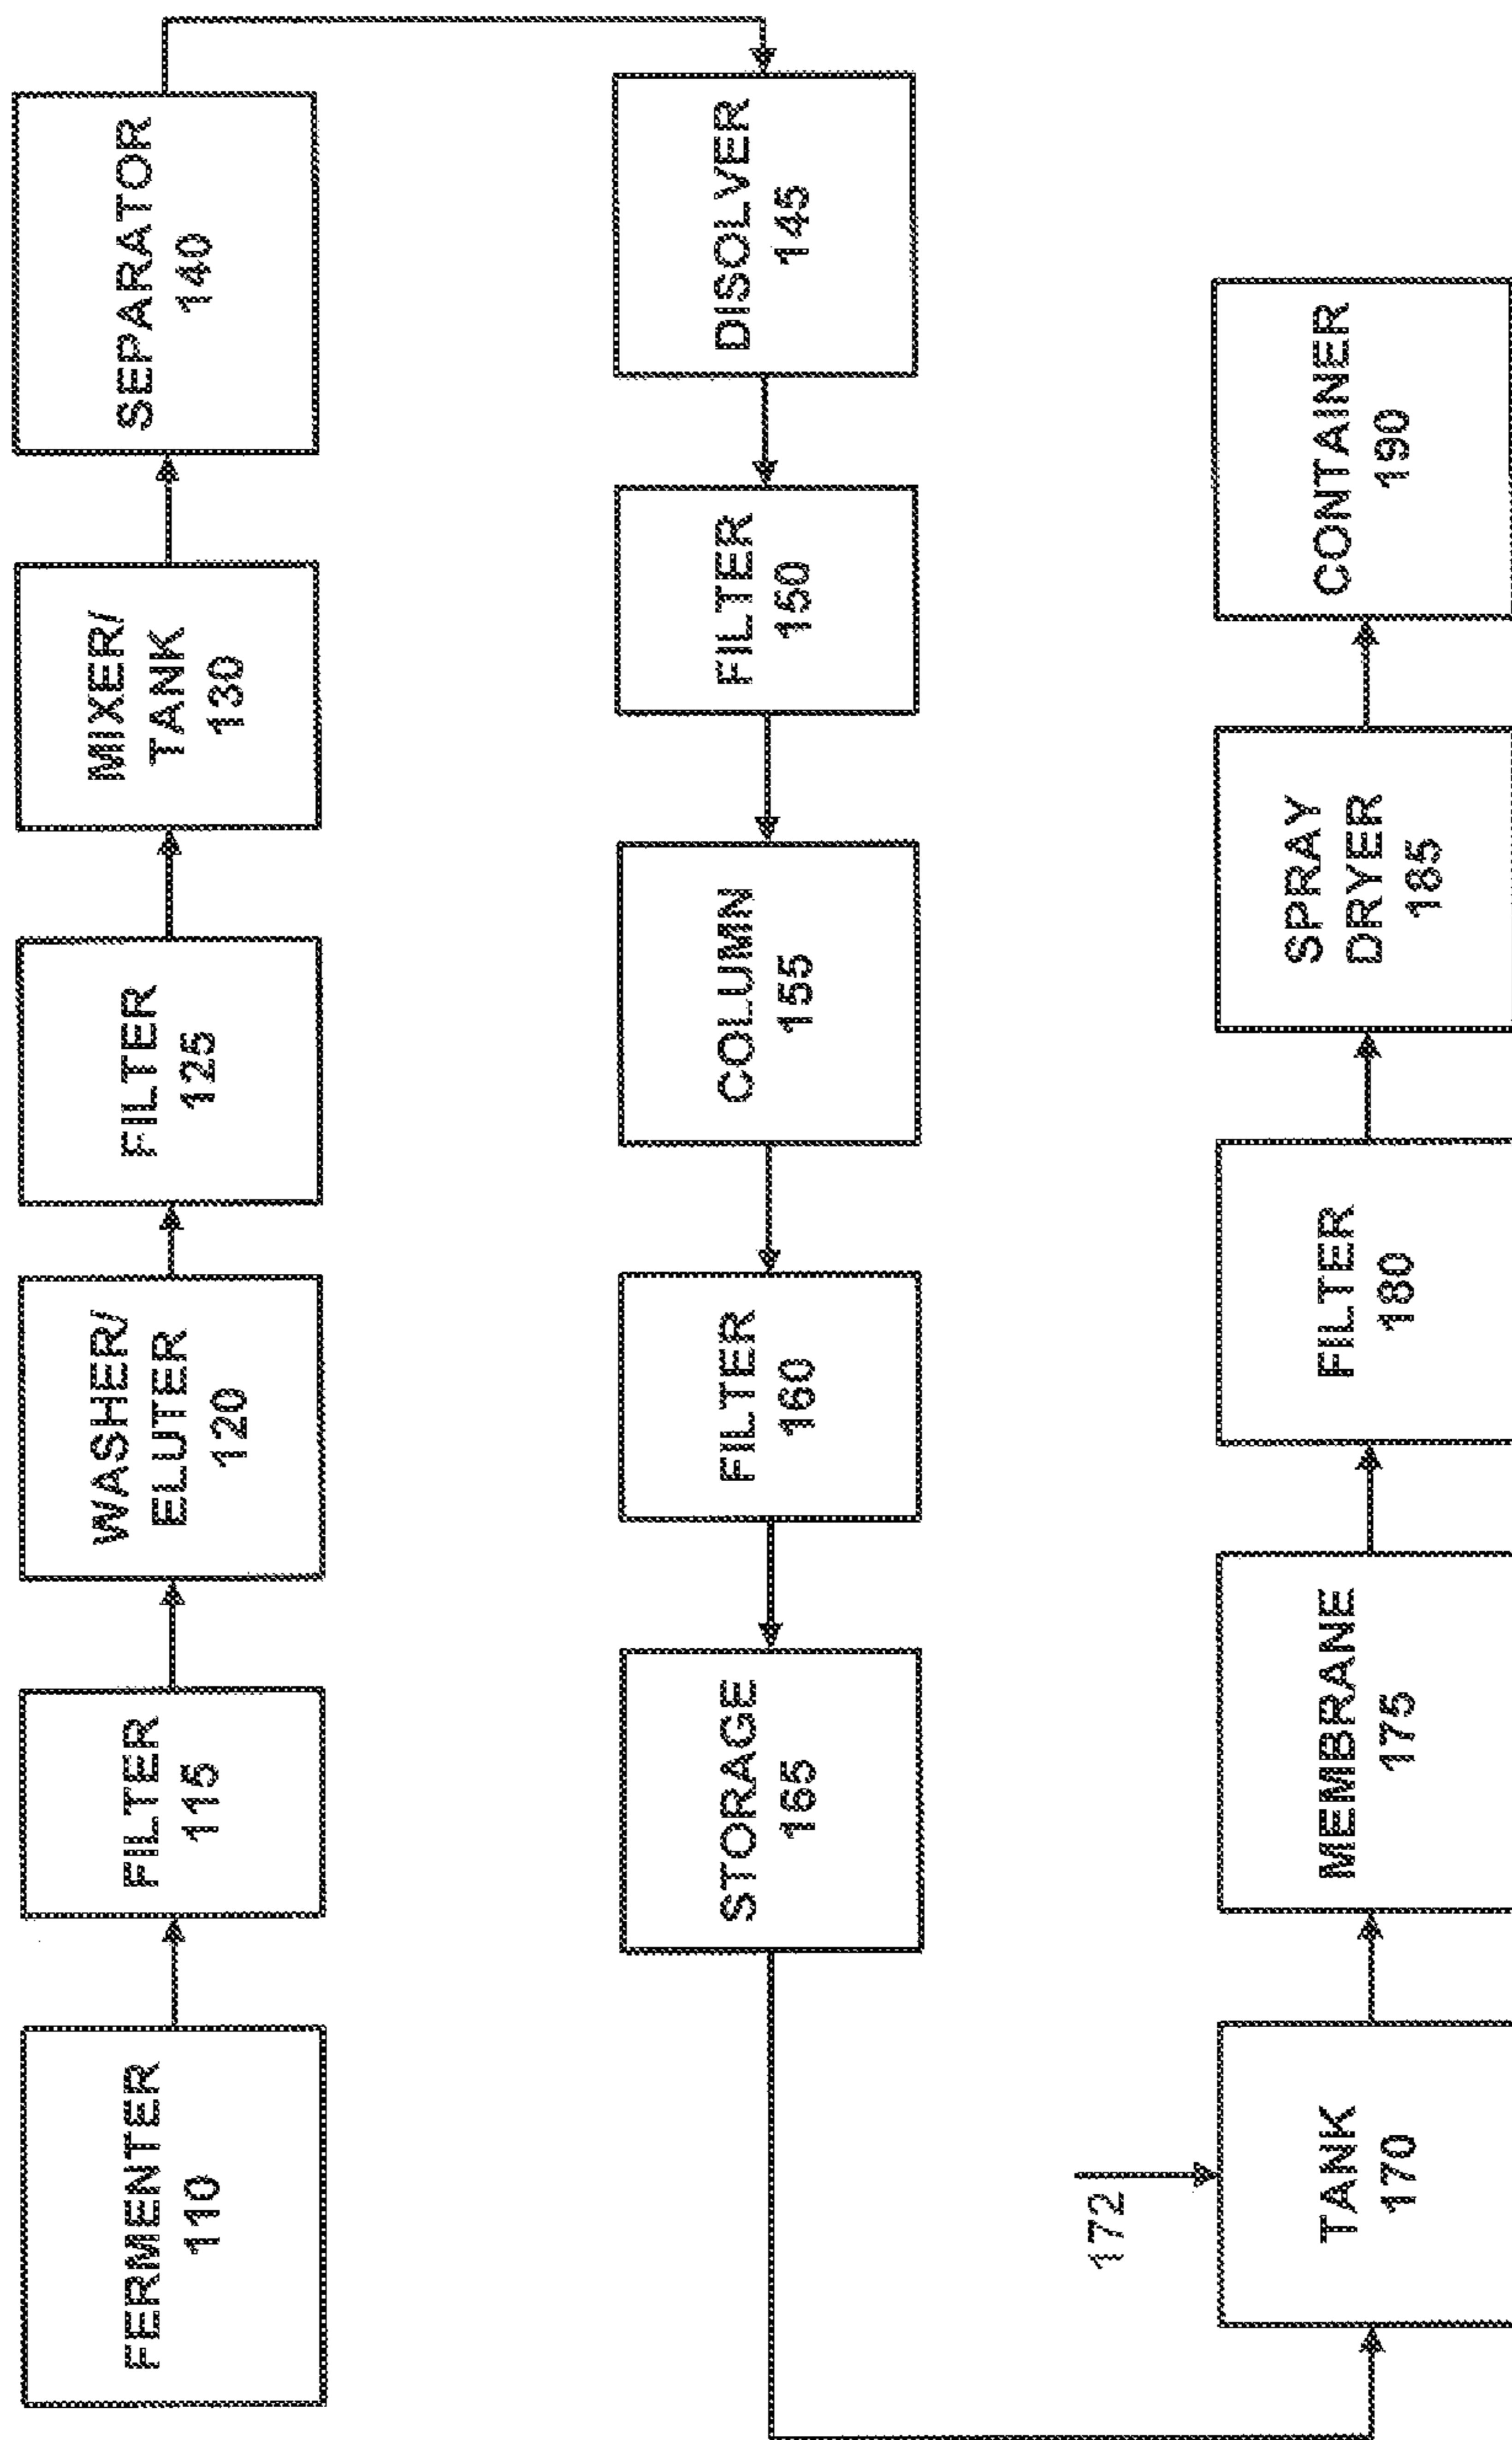 FERMENTER
110
FILTER
115
WASHER/
ELUTER
120
FILTER
125
MIXER/
TANK
130
SEPARATOR
140
DISOLVER
145
FILTER
150
COLUMN
155
FILTER
160
STORAGE
165
172
TANK
170
MEMBRANE
175
FILTER
180
SPRAY
DRYER
185
CONTAINER
190